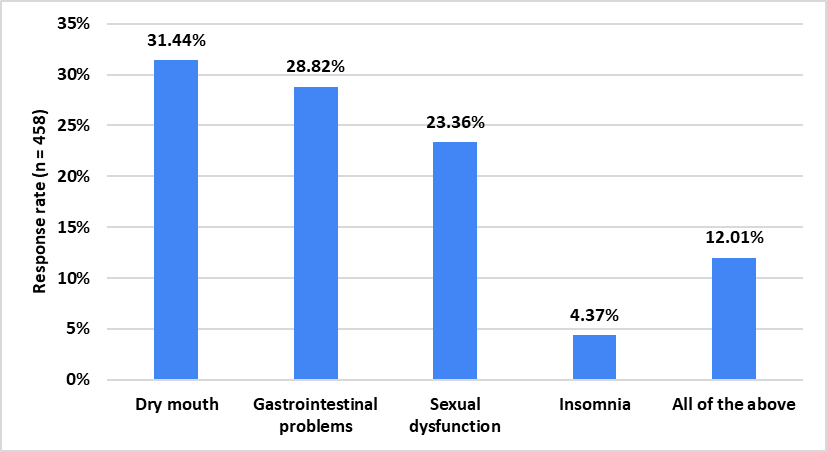 35%
30%
25%
20%
15%
10%
5%
0%
Response rate (n = 458)
31.44%
28.82%
23.36%
4.37%
12.01%
Dry mouth
Gastrointestinal
problems
Sexual
dysfunction
Insomnia
All of the above